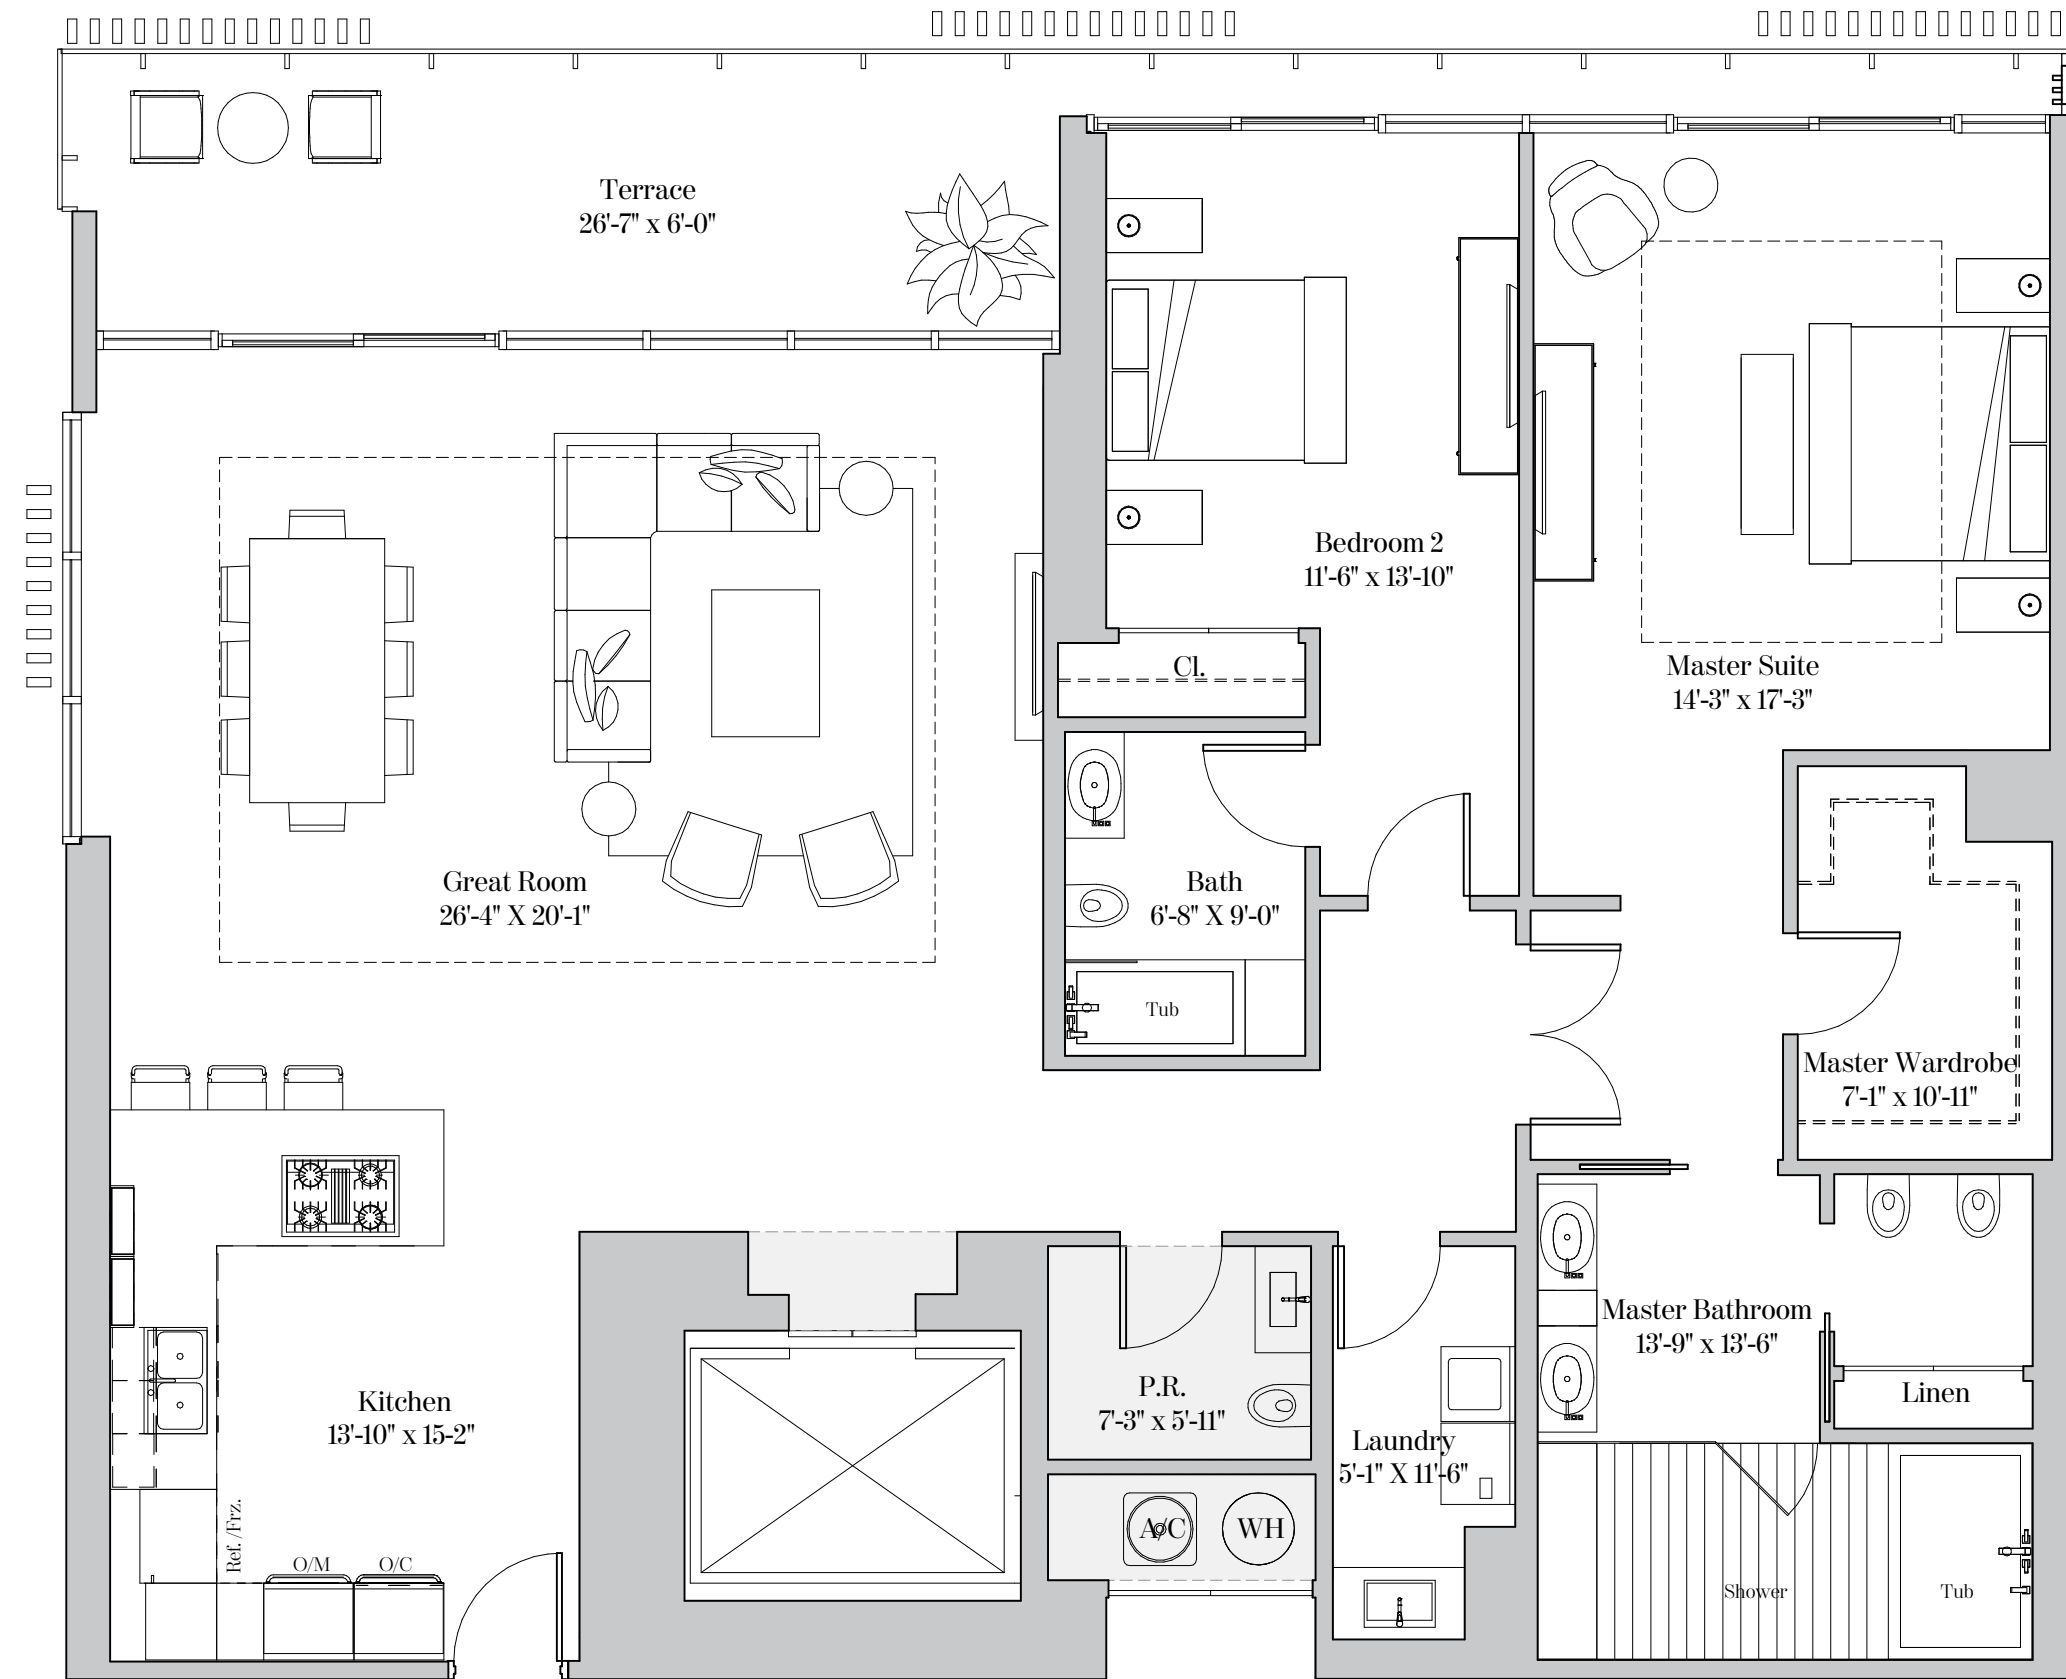 Terrace
26'-7" x 6'-0"
Bedroom 2
11'-6" x 13'-10"
Cl.
Master Suite
14'-3" x 17'-3"
Great Room
26'-4" X 20'-1"
Bath
6'-8" X 9'-0"
Tub
Master Wardrobe
7'-1" x 10'-11"
Master Bathroom
13'-9" x 13'-6"
Linen
Kitchen
13'-10" x 15-2"
P.R.
7'-3" x 5'-11"
Laundry
5'-1" X 11'-6"
Ref./Frz.
O/M
O/C
A/C
WH
Shower
Tub